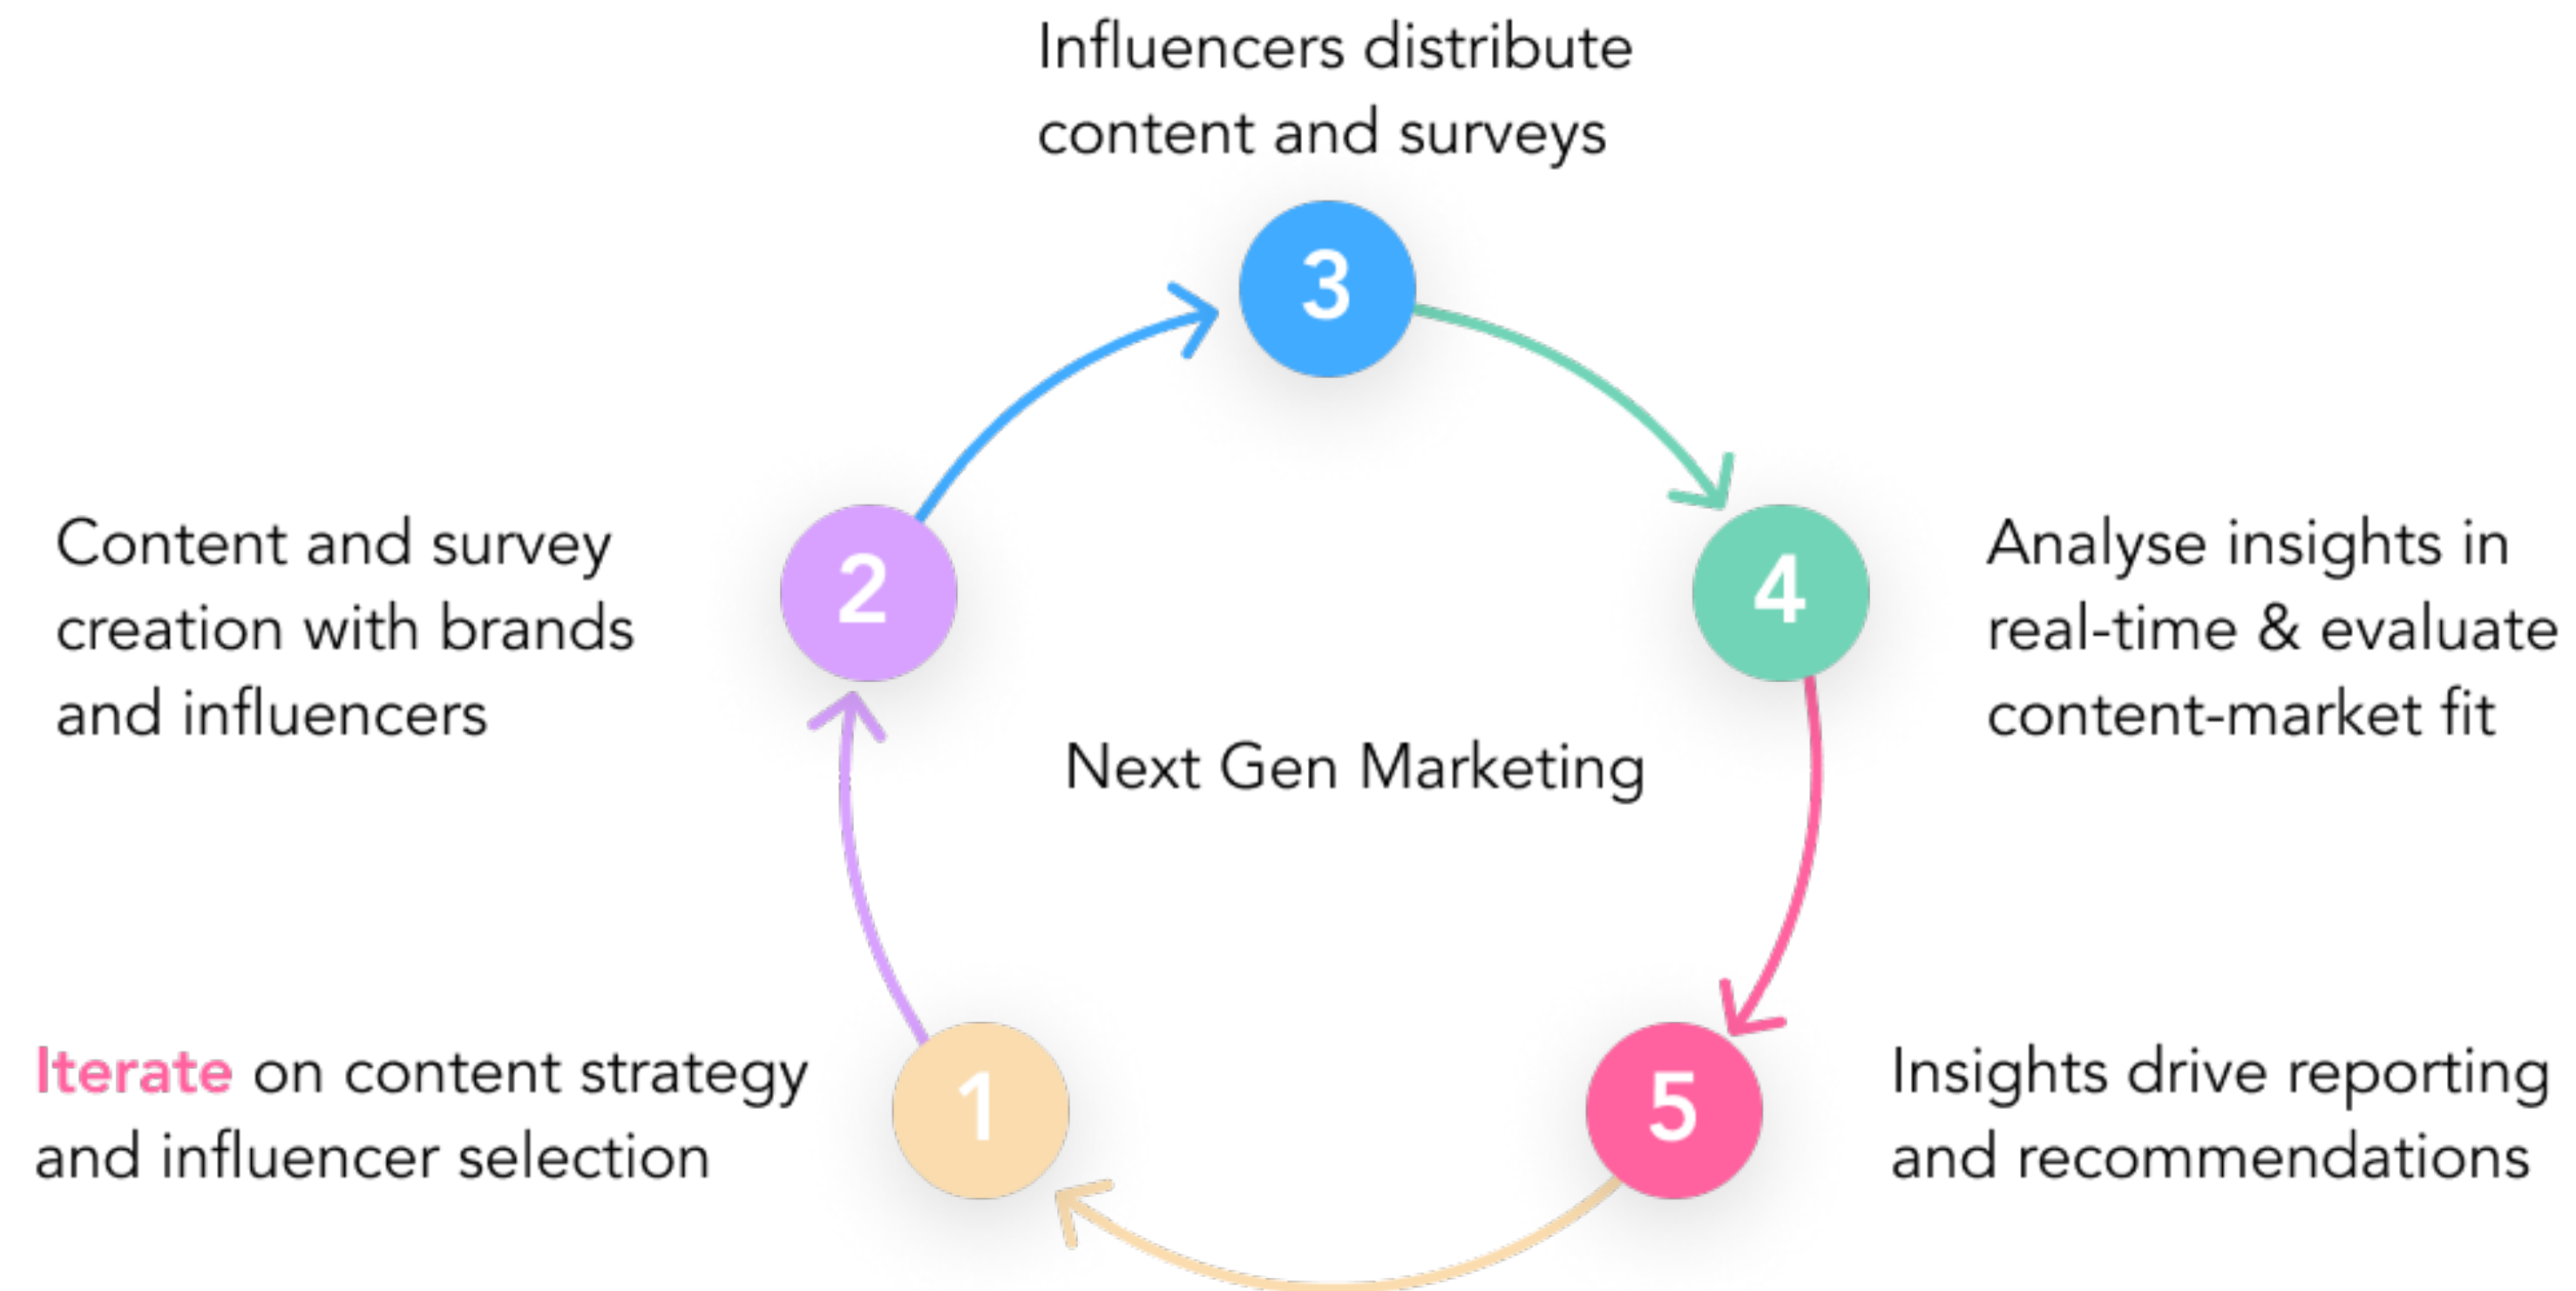 Influencers distribute
content and surveys
3
2
Content and survey
creation with brands
and influencers
4
Analyse insights in
real-time & evaluate
content-market fit
Next Gen Marketing
1
Iterate on content strategy
and influencer selection
5
Insights drive reporting
and recommendations